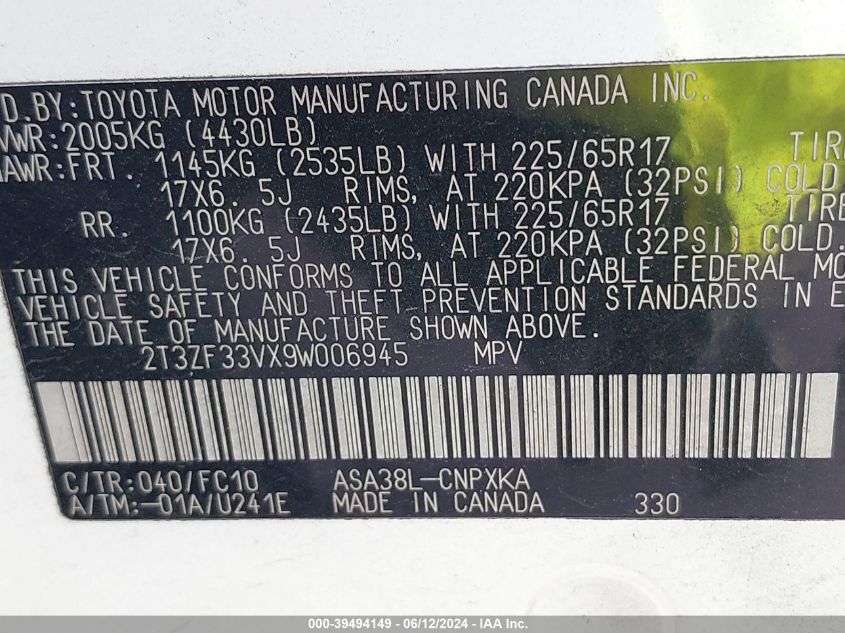 D.BY:TOYOTA MOTOR MANUFACTURING CANADA INC.
VWR:2005KG (4430LB)
AWR:FRT. 1145KG (2535LB) WITH 225/65R17 TIRE
17X6.5J RIMS, AT 220KPA (32PSI) COLD
RR. 1100KG (2435LB) WITH 225/65R17 TIRE
17X6.5J RIMS, AT 220KPA (32PSI) COLD.
THIS VEHICLE CONFORMS TO ALL APPLICABLE FEDERAL MO
VEHICLE SAFETY AND THEFT PREVENTION STANDARDS IN E
THE DATE OF MANUFACTURE SHOWN ABOVE.
2T3ZF33VX9W006945 MPV
C/TR:040/FC10 ASA38L-CNPXKA
A/TM:-01A/U241E MADE IN CANADA 330
000-39494149 - 06/12/2024 - IAA Inc.